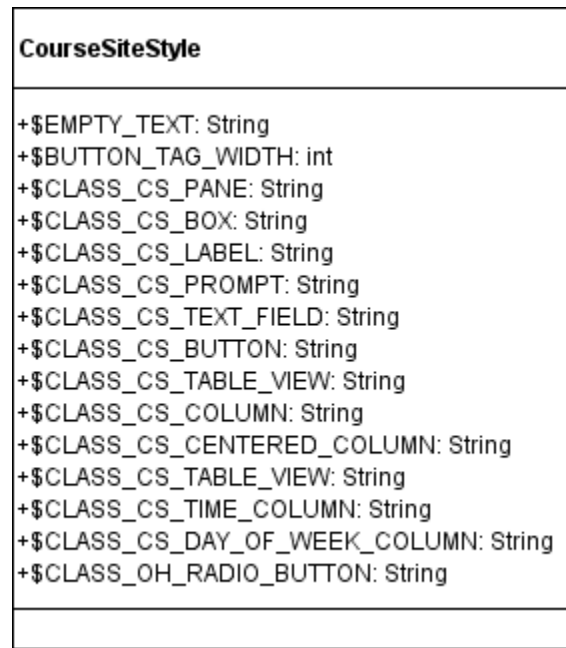 CourseSiteStyle
+$EMPTY_TEXT: String
+$BUTTON_TAG_WIDTH: int
+$CLASS_CS_PANE: String
+$CLASS_CS_BOX: String
+$CLASS_CS_LABEL: String
+$CLASS_CS_PROMPT: String
+$CLASS_CS_TEXT_FIELD: String
+$CLASS_CS_BUTTON: String
+$CLASS_CS_TABLE_VIEW: String
+$CLASS_CS_COLUMN: String
+$CLASS_CS_CENTERED_COLUMN: String
+$CLASS_CS_TABLE_VIEW: String
+$CLASS_CS_TIME_COLUMN: String
+$CLASS_CS_DAY_OF_WEEK_COLUMN: String
+$CLASS_OH_RADIO_BUTTON: String